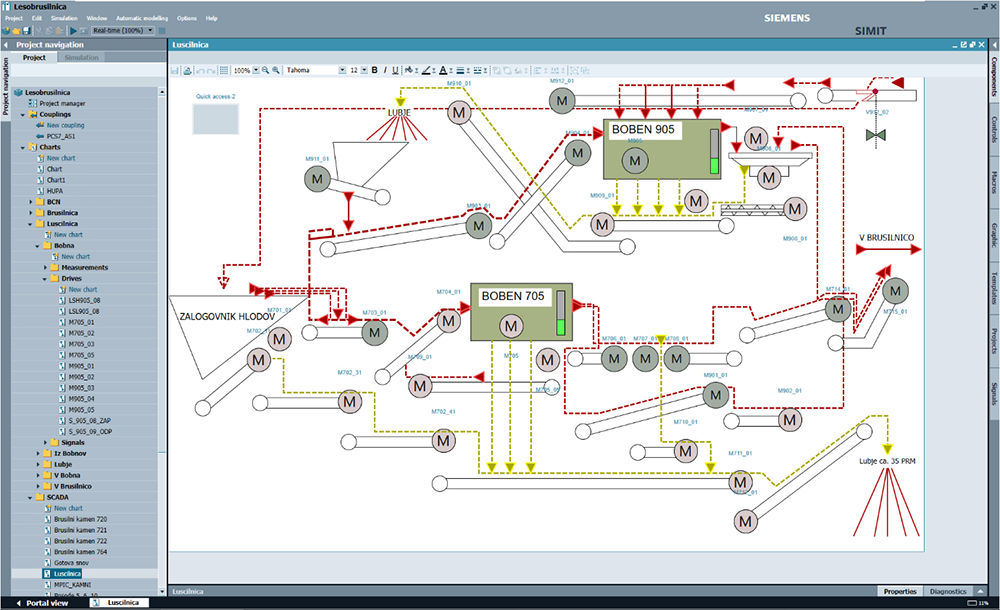 Lesobrusilnica
Project Edit Simulation Window Automatic modelling Options Help
SIEMENS
SIMIT
Real-time (100%)
Project navigation
Project Simulation
Project navigation
Lesobrusilnica
Project manager
Couplings
New coupling
PCS7_AS1
Charts
New chart
Chart
Chart1
HUPA
BCN
Brusilnica
Luscilnica
New chart
Bobna
New chart
Measurements
Drives
New chart
LSH905_08
LSL905_08
M705_01
M705_02
M705_03
M705_05
M905_01
M905_02
M905_03
M905_04
M905_05
S_905_08_ZAP
S_905_09_ODP
Signals
Iz Bobnov
Lubje
V Bobna
V Brusilnico
SCADA
New chart
Brusilni kamen 720
Brusilni kamen 721
Brusilni kamen 722
Brusilni kamen 764
Gotova snov
Luscilnica
MPIC_KAMNI
Portal view
Luscilnica
Luscilnica
100%
Tahoma
12
B I U
Quick access-2
M910_01
M
LUBJE
M912_01
M
M
M911_01
M
BOBEN 905
M905
M
M
M
V912_02
M909_01
M
M
M
M903_01
M
M908_01
V BRUSILNICO
ZALOGOVNIK HLODOV
M701_01
M
M
M703_01
M
M704_01
M
BOBEN 705
M
M705
M
M706_01
M
M707_01
M
M708_01
M
M714_01
M
M
M715_01
M709_01
M
M702_31
M
M702_41
M
M901_01
M
M902_01
M
M710_01
M
M711_01
M
M
Lubje ca. 35 PRM
Components
Controls
Macros
Graphic
Templates
Projects
Signals
Luscilnica
Properties
Diagnostics
11%